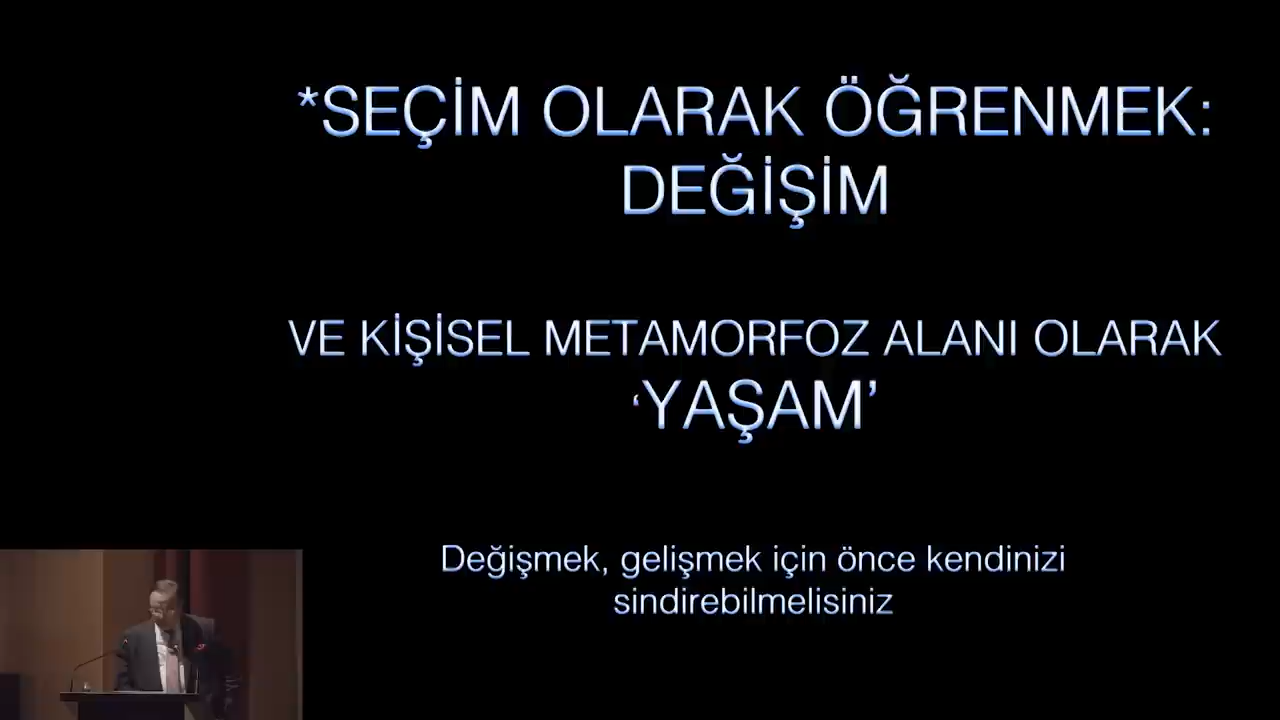 *SEÇİM OLARAK ÖĞRENMEK:
DEĞİŞİM
VE KİŞİSEL METAMORFOZ ALANI OLARAK
‘YAŞAM’
Değişmek, gelişmek için önce kendinizi
sindirebilmelisiniz